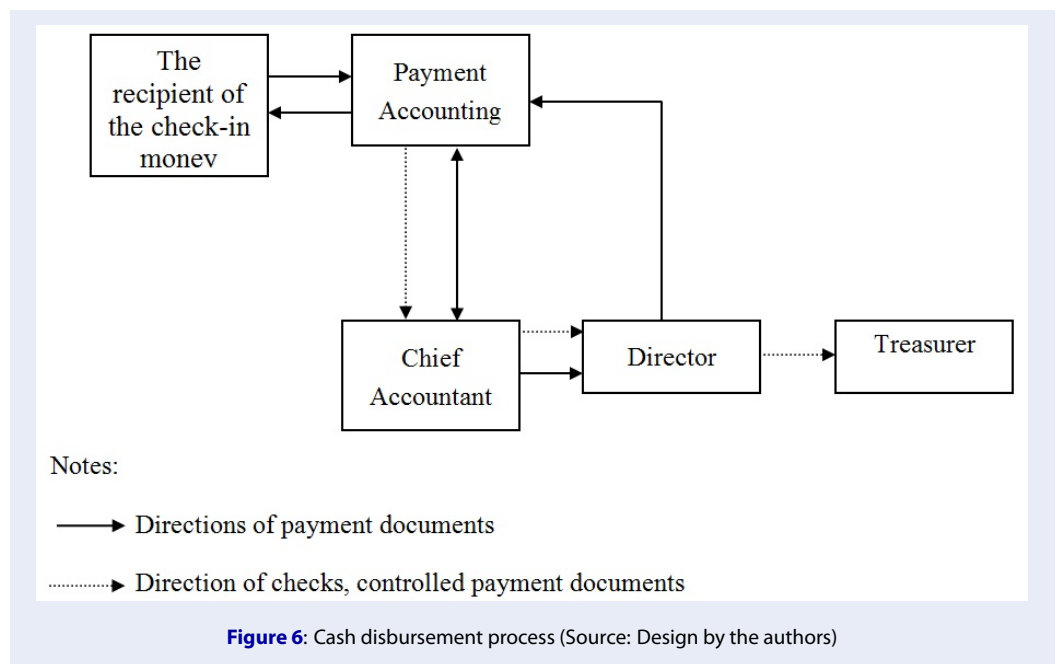 The
recipient of
the check-in
monev
Payment
Accounting
Chief
Accountant
Director
Treasurer
Notes:
Directions of payment documents
Direction of checks, controlled payment documents
Figure 6: Cash disbursement process (Source: Design by the authors)